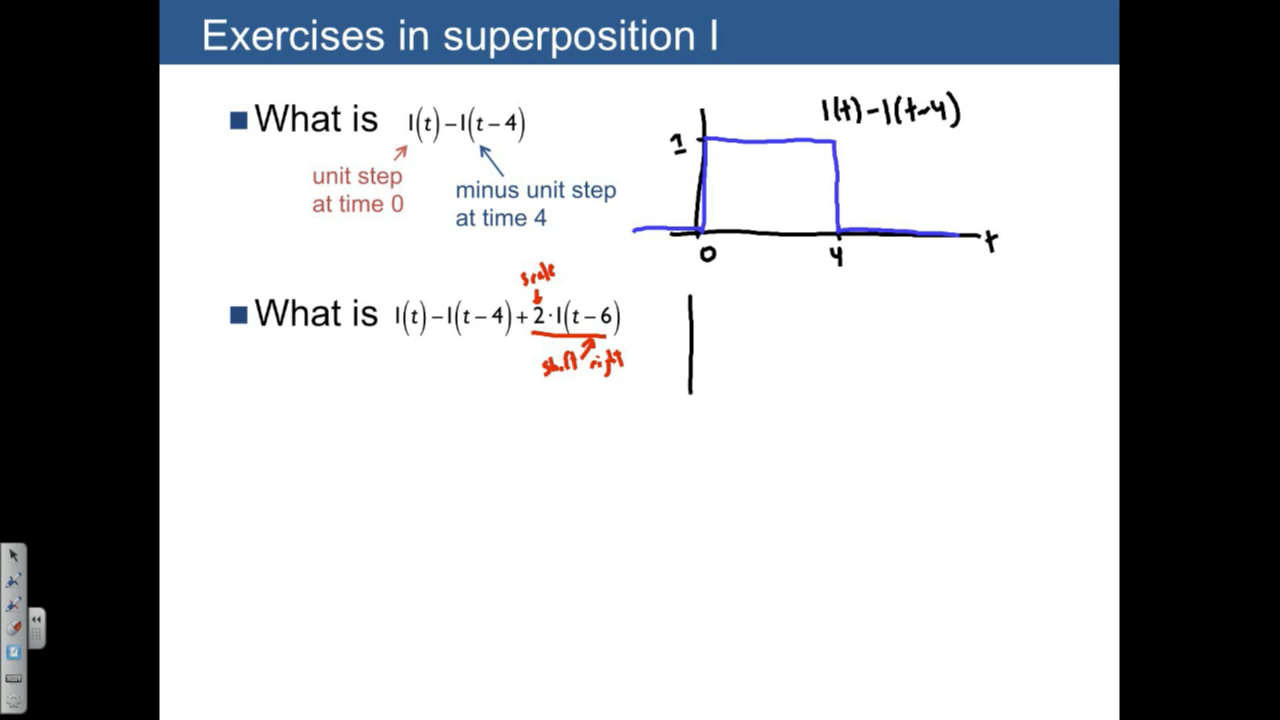 Exercises in superposition I
What is 1(t) – 1(t – 4)
unit step
at time 0
minus unit step
at time 4
1(t) - 1(t-4)
1
0
4
t
scale
What is 1(t) – 1(t – 4) + 2 · 1(t – 6)
shift right